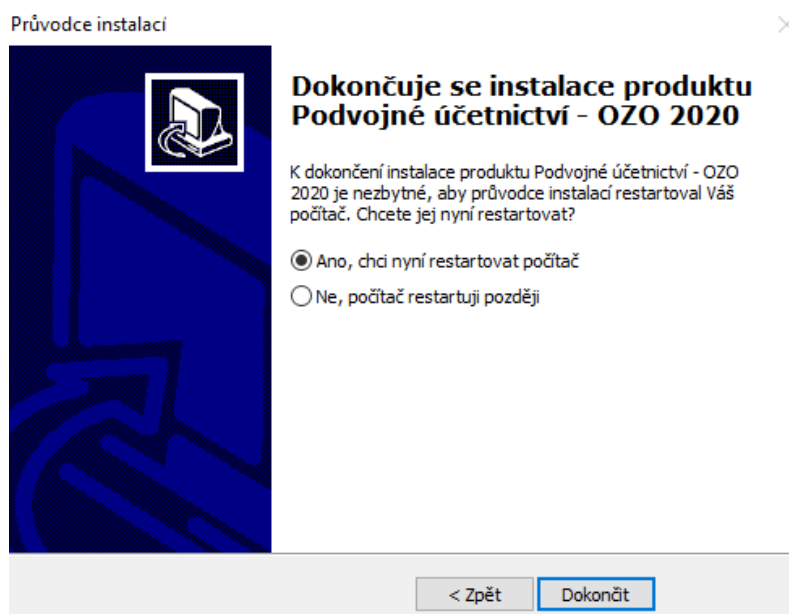 Průvodce instalací
Dokončuje se instalace produktu
Podvojné účetnictví - OZO 2020
K dokončení instalace produktu Podvojné účetnictví - OZO
2020 je nezbytné, aby průvodce instalací restartoval Váš
počítač. Chcete jej nyní restartovat?
Ano, chci nyní restartovat počítač
Ne, počítač restartuji později
< Zpět
Dokončit